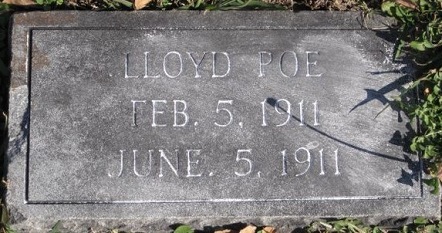 LLOYD POE
FEB. 5, 1911
JUNE. 5, 1911